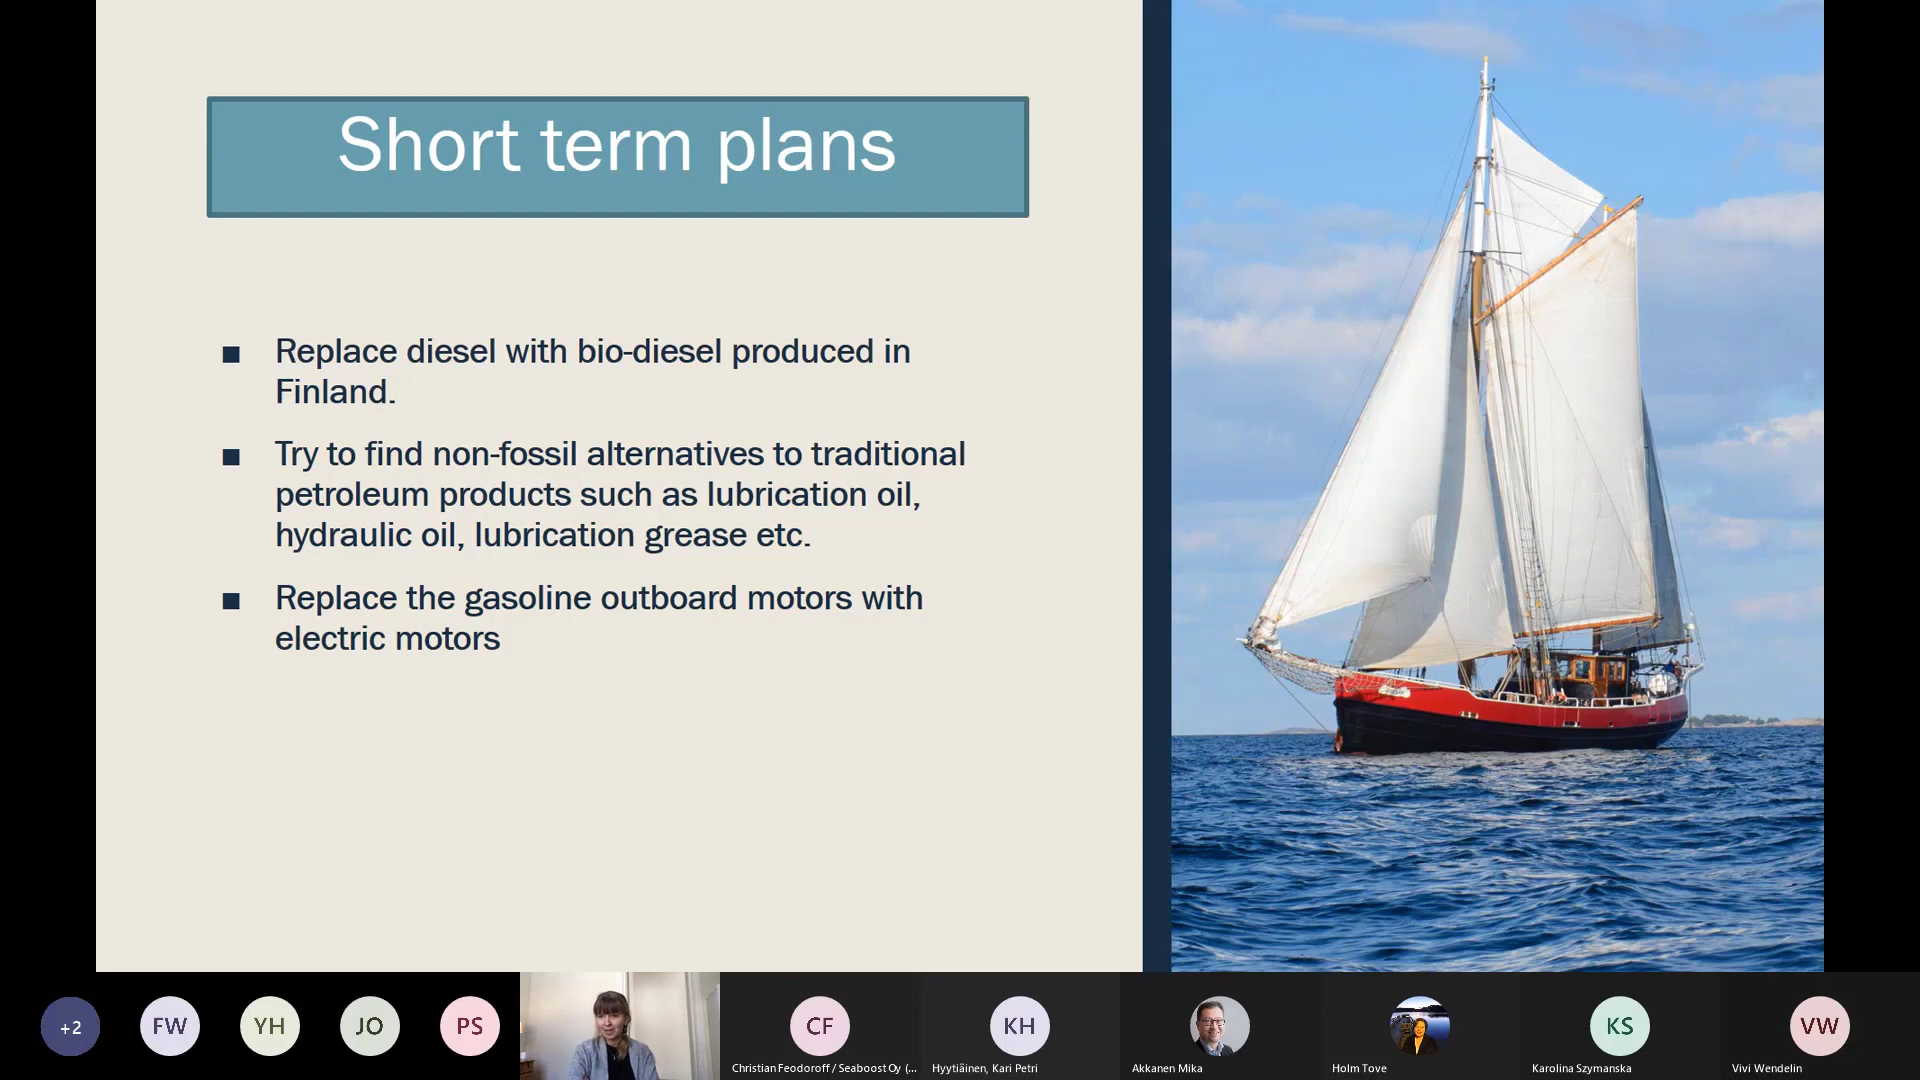 Short term plans
■ Replace diesel with bio-diesel produced in
Finland.
■ Try to find non-fossil alternatives to traditional
petroleum products such as lubrication oil,
hydraulic oil, lubrication grease etc.
■ Replace the gasoline outboard motors with
electric motors
+2
FW
YH
JO
PS
CF
KH
KS
VW
Christian Feodoroff / Seaboost Oy (...
Hyytiäinen, Kari Petri
Akkanen Mika
Holm Tove
Karolina Szymanska
Vivi Wendelin